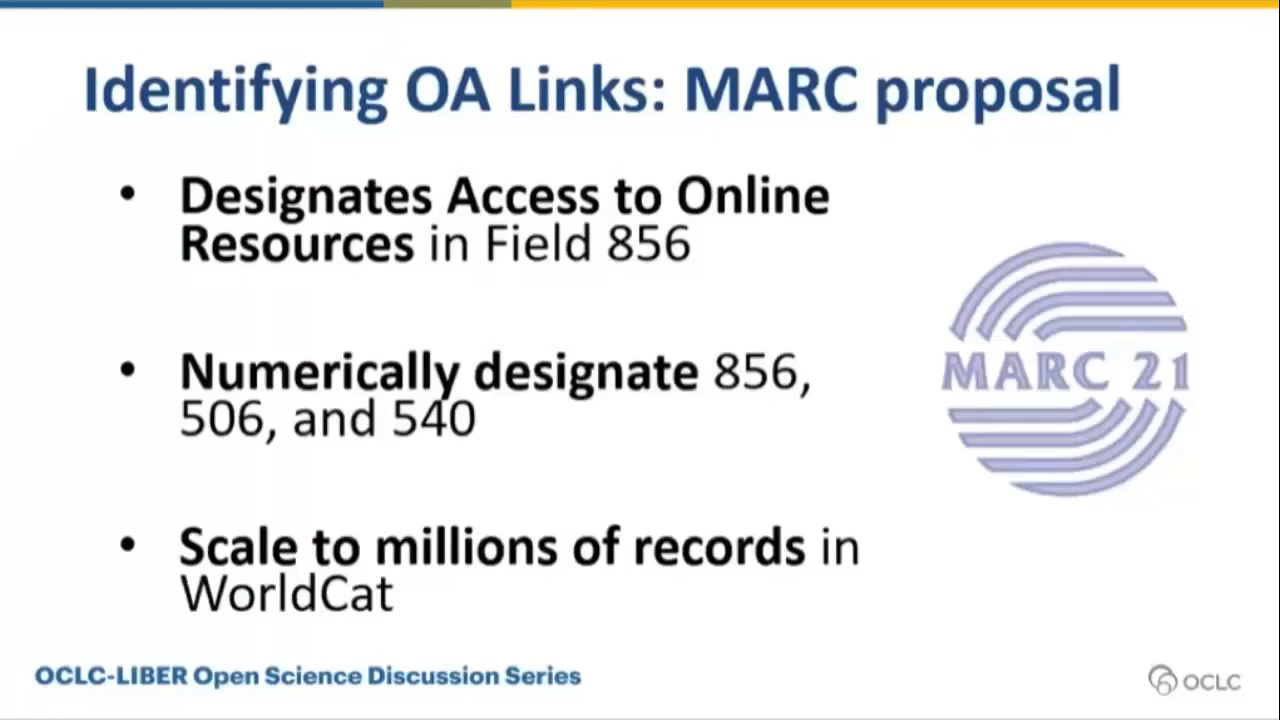 Identifying OA Links: MARC proposal
• Designates Access to Online
Resources in Field 856
• Numerically designate 856,
506, and 540
• Scale to millions of records in
WorldCat
MARC 21
OCLC-LIBER Open Science Discussion Series
OCLC